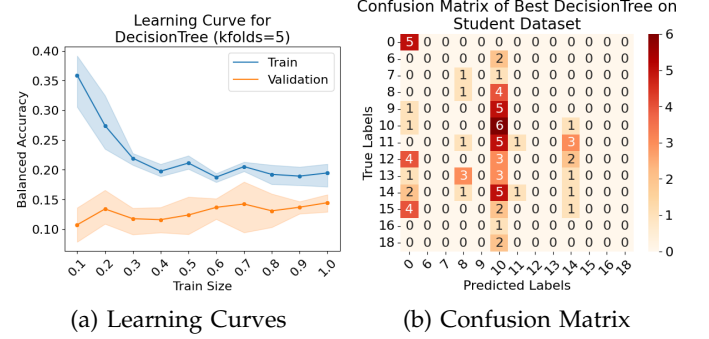 Learning Curve for
DecisionTree (kfolds=5)
Train
Validation
Balanced Accuracy
0.40
0.35
0.30
0.25
0.20
0.15
0.10
0.1 0.2 0.3 0.4 0.5 0.6 0.7 0.8 0.9 1.0
Train Size
(a) Learning Curves
Confusion Matrix of Best DecisionTree on
Student Dataset
True Labels
0 5 0 0 0 0 0 0 0 0 0 0 0 0
6 0 0 0 0 0 2 0 0 0 0 0 0 0
7 0 0 0 1 0 1 0 0 0 0 0 0 0
8 0 0 0 1 0 4 0 0 0 0 0 0 0
9 1 0 0 0 0 5 0 0 0 0 0 0 0
10 1 0 0 0 0 6 0 0 0 1 0 0 0
11 0 0 0 1 0 5 1 0 0 3 0 0 0
12 4 0 0 0 0 3 0 0 0 2 0 0 0
13 1 0 0 3 0 3 0 0 0 1 0 0 0
14 2 0 0 1 0 5 1 0 0 1 0 0 0
15 4 0 0 0 0 2 0 0 0 1 0 0 0
16 0 0 0 0 0 1 0 0 0 0 0 0 0
18 0 0 0 0 0 2 0 0 0 0 0 0 0
0 6 7 8 9 10 11 12 13 14 15 16 18
Predicted Labels
6
5
4
3
2
1
0
(b) Confusion Matrix